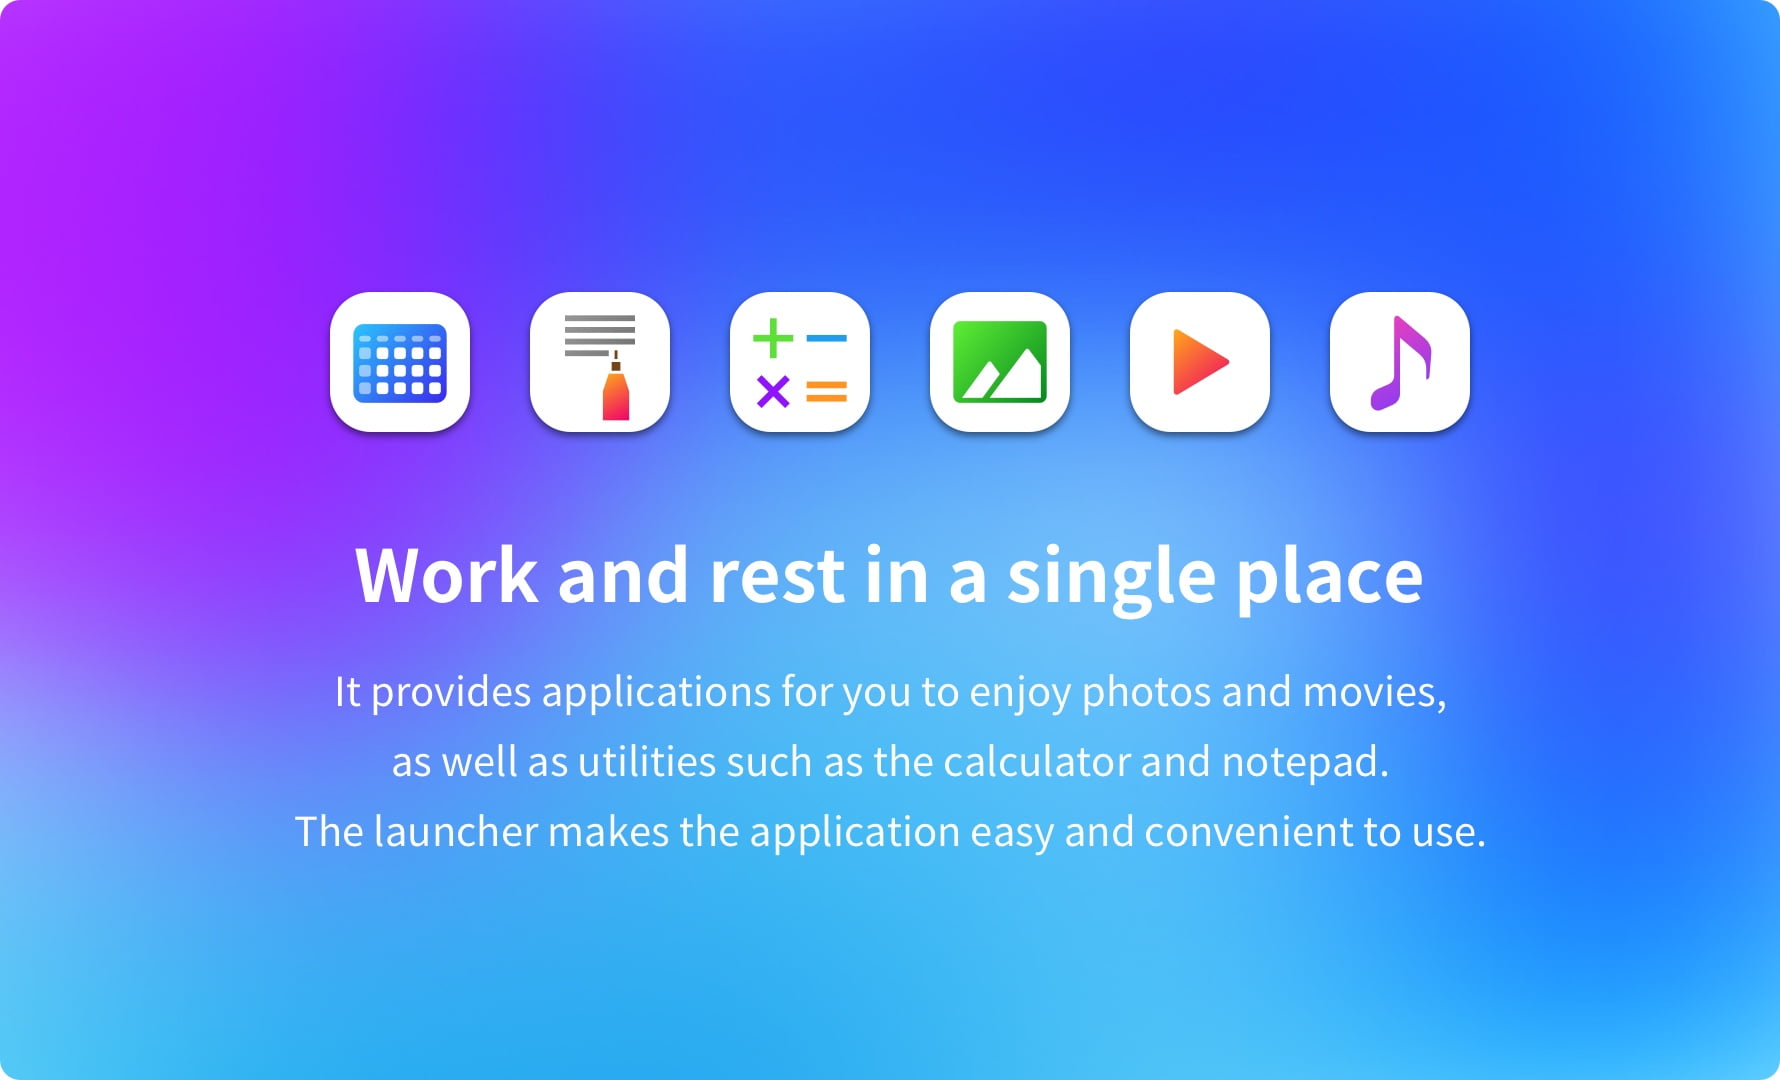 Work and rest in a single place
It provides applications for you to enjoy photos and movies,
as well as utilities such as the calculator and notepad.
The launcher makes the application easy and convenient to use.